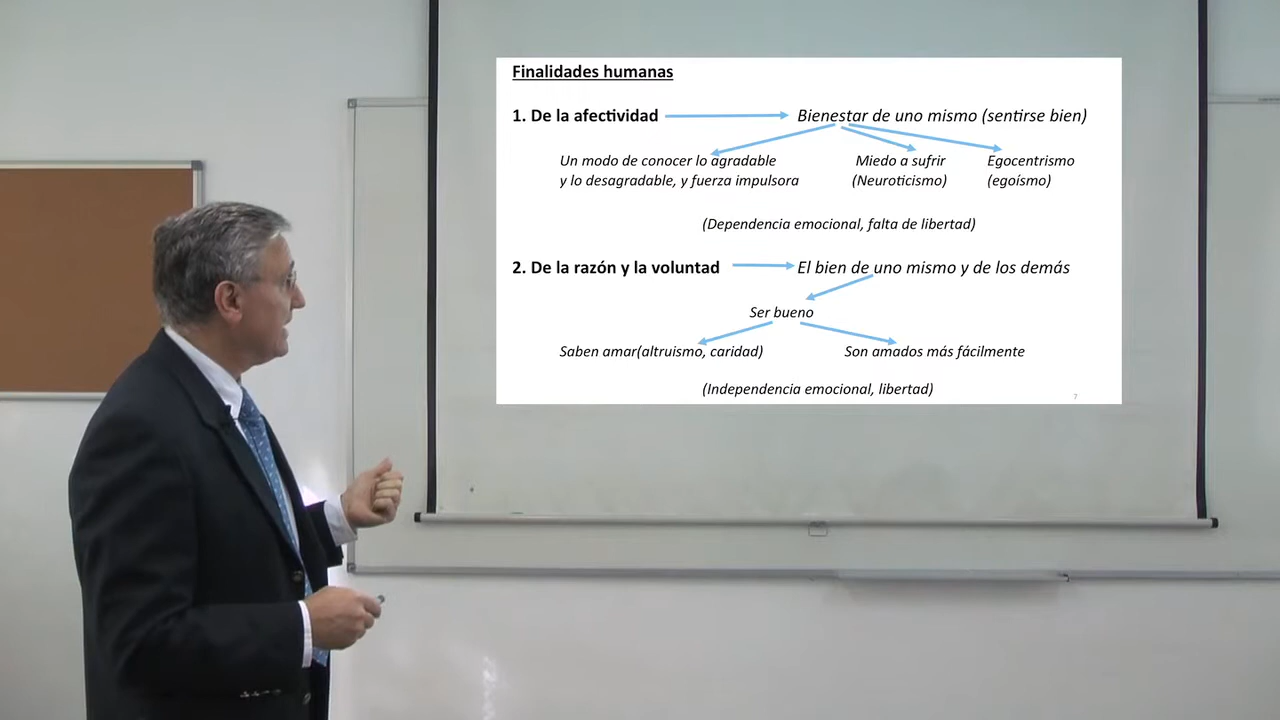 Finalidades humanas
1. De la afectividad
Bienestar de uno mismo (sentirse bien)
Un modo de conocer lo agradable
y lo desagradable, y fuerza impulsora
Miedo a sufrir
(Neuroticismo)
Egocentrismo
(egoísmo)
(Dependencia emocional, falta de libertad)
2. De la razón y la voluntad
El bien de uno mismo y de los demás
Ser bueno
Saben amar(altruismo, caridad)
Son amados más fácilmente
(Independencia emocional, libertad)
7